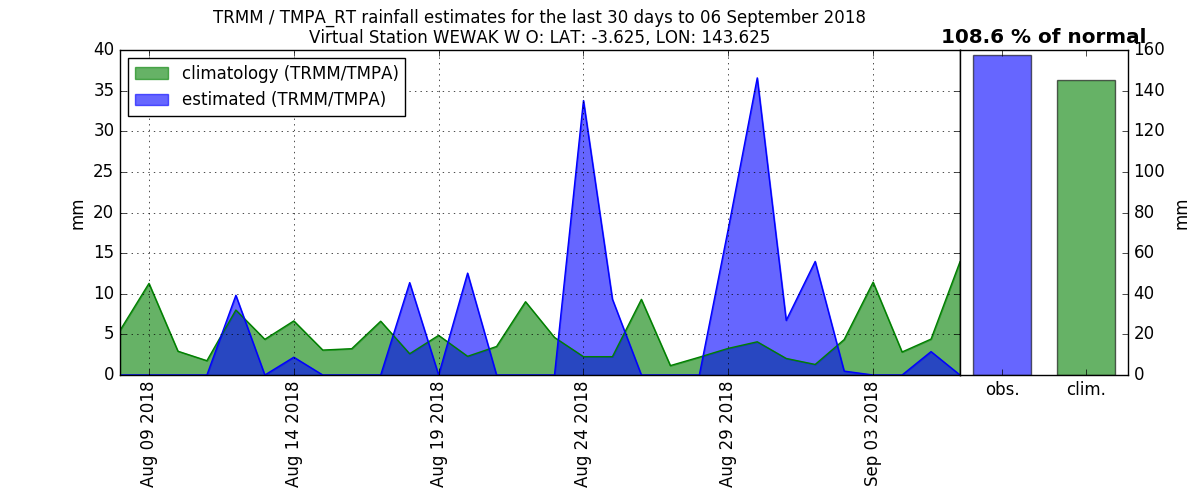 TRMM / TMPA_RT rainfall estimates for the last 30 days to 06 September 2018
Virtual Station WEWAK W O: LAT: -3.625, LON: 143.625
108.6 % of normal
climatology (TRMM/TMPA)
estimated (TRMM/TMPA)
40
35
30
25
20
15
10
5
0
mm
Aug 09 2018
Aug 14 2018
Aug 19 2018
Aug 24 2018
Aug 29 2018
Sep 03 2018
obs.
clim.
160
140
120
100
80
60
40
20
0
mm